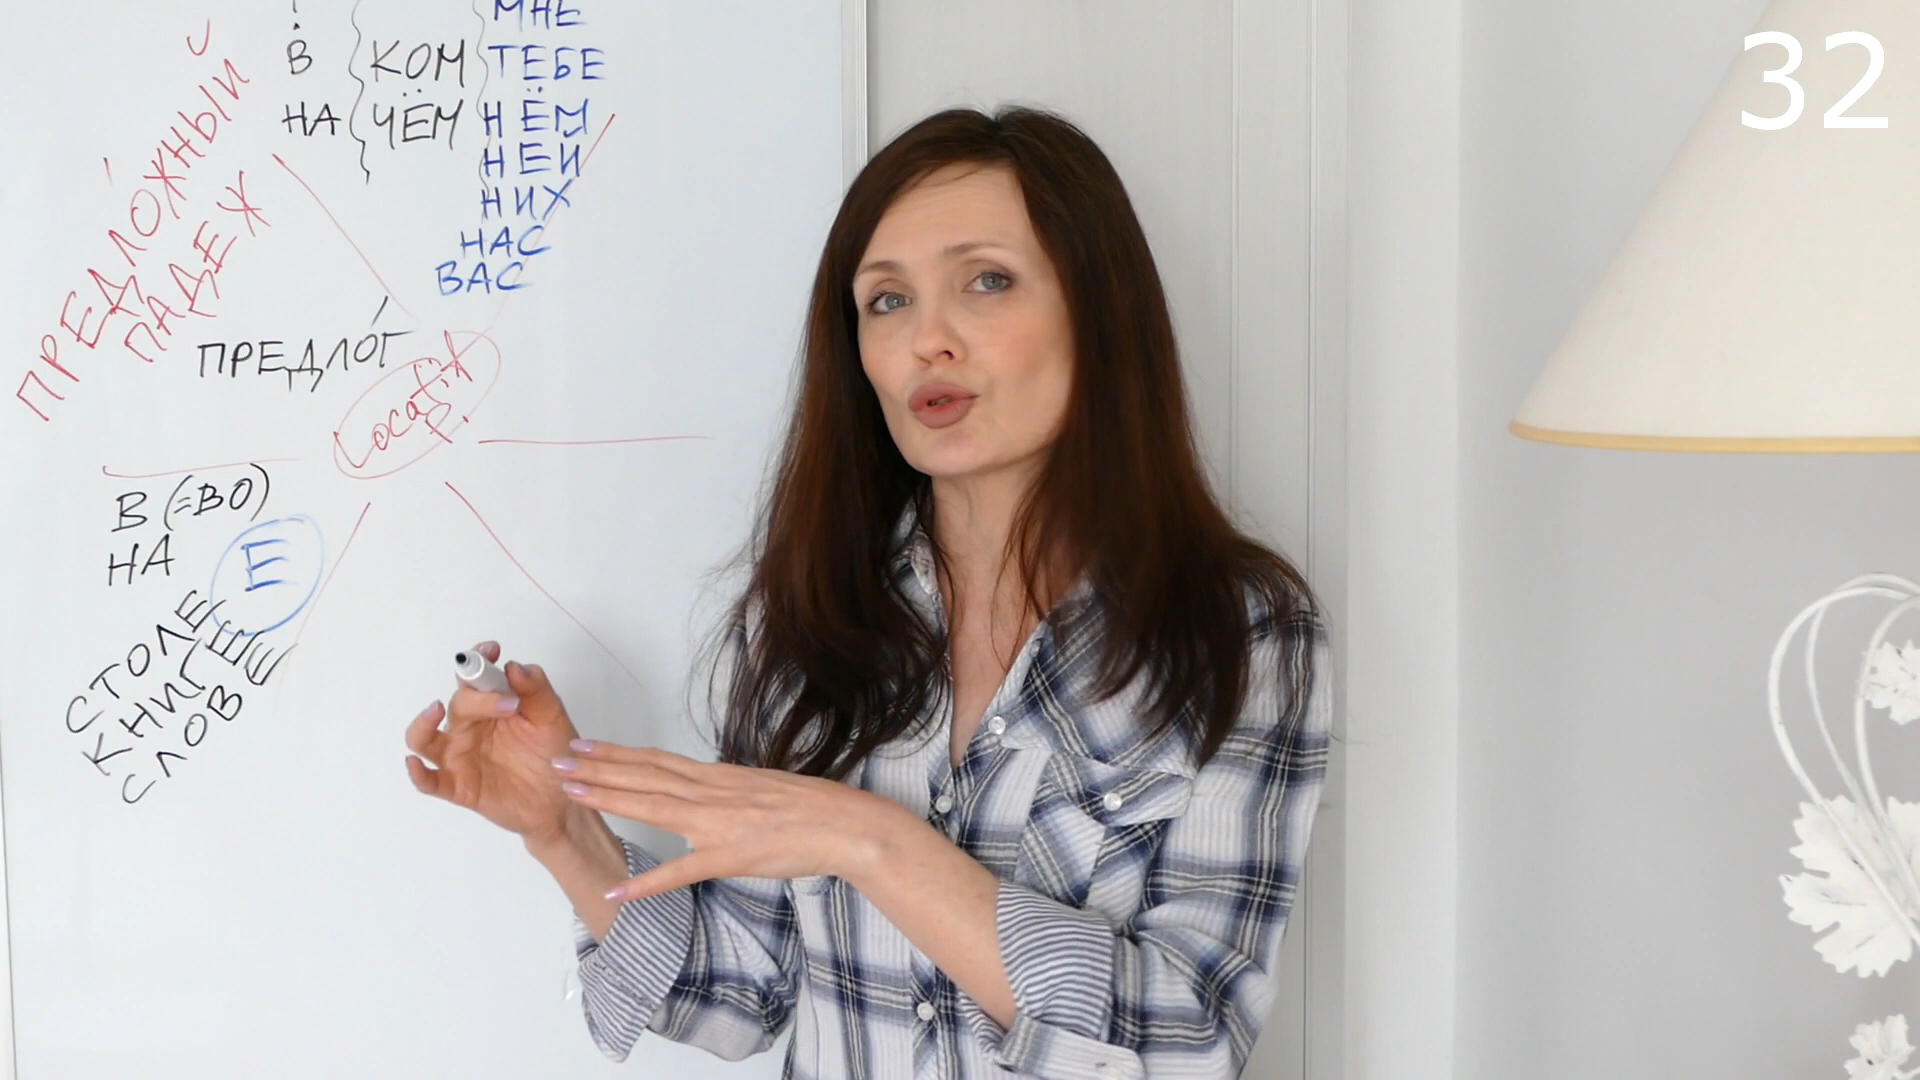 32
ПРЕДЛОЖНЫЙ
ПАДЕЖ
В
НА
КОМ
ЧЁМ
МНЕ
ТЕБЕ
НЁМ
НЕЙ
НИХ
НАС
ВАС
ПРЕДЛОГ
P.
В (=ВО)
НА
Е
СТОЛЕ
КНИГЕ
СЛОВЕ